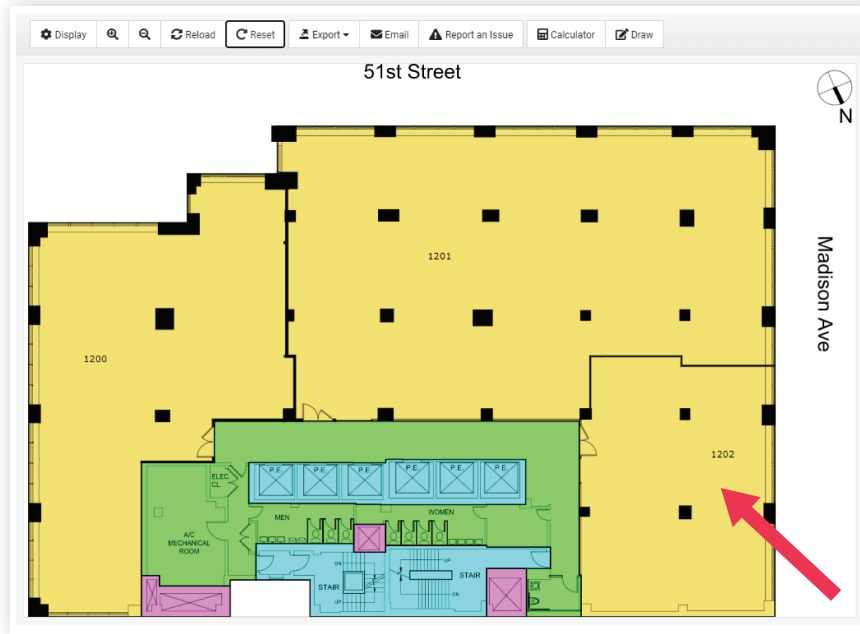 Display
Reload
Reset
Export
Email
Report an Issue
Calculator
Draw
51st Street
N
Madison Ave
1201
1200
1202
P.E.
P.E.
P.E.
P.E.
P.E.
P.E.
ELEC.
CL.
MEN
WOMEN
A/C
MECHANICAL
ROOM
DN
UP
STAIR
STAIR
UP
DN